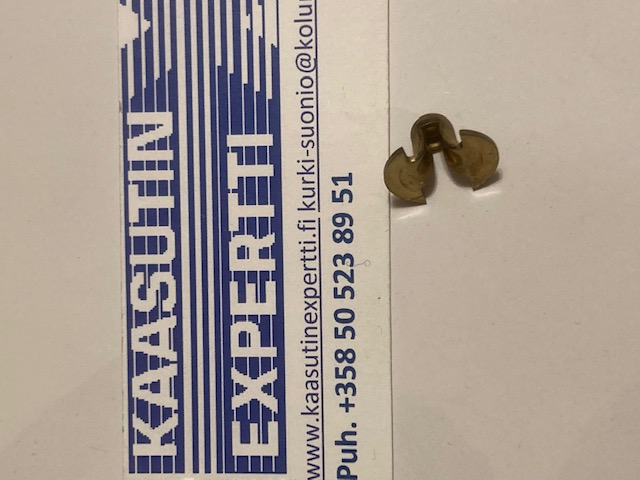 KAASUTIN
EXPERTTI
www.kaasutinexpertti.fi kurki-suonio@kolu
Puh. +358 50 523 89 51